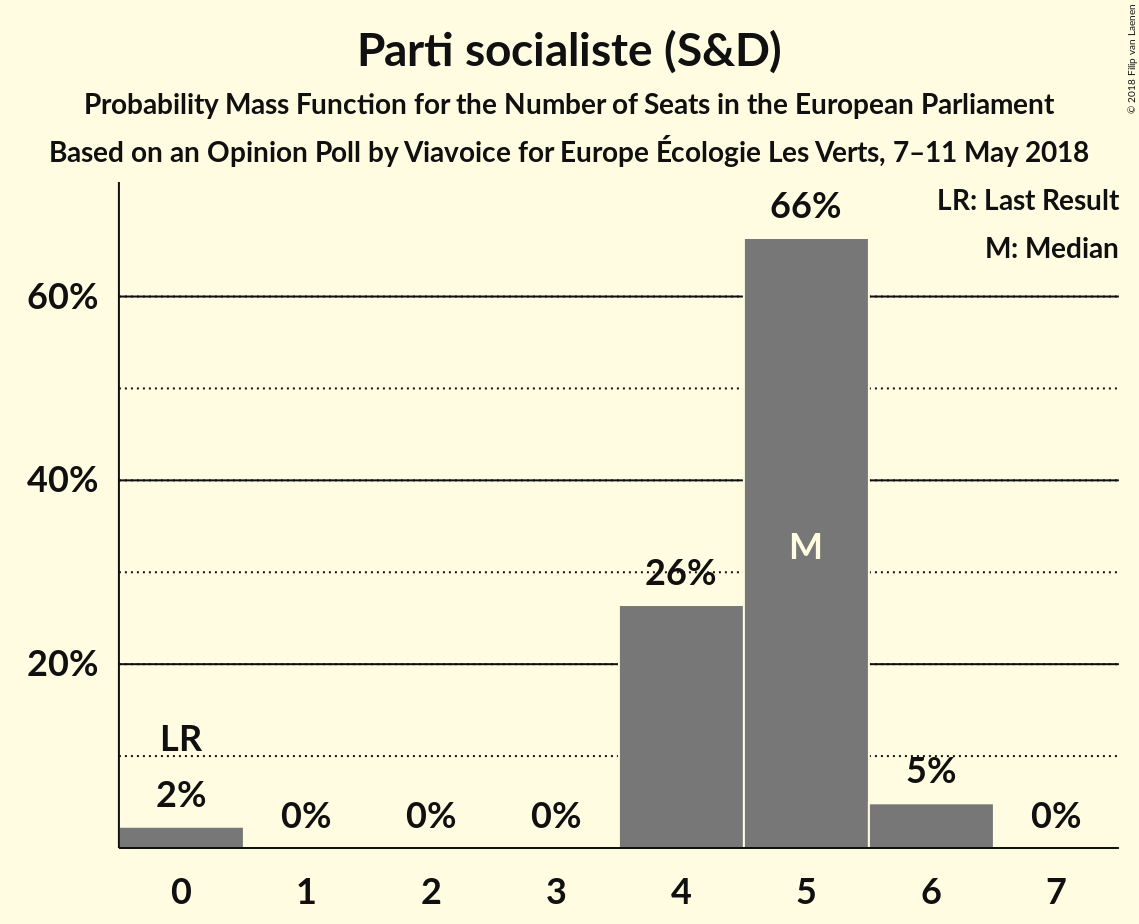 Parti socialiste (S&D)
Probability Mass Function for the Number of Seats in the European Parliament
Based on an Opinion Poll by Viavoice for Europe Écologie Les Verts, 7–11 May 2018
© 2018 Filip van Laenen
LR: Last Result
M: Median
66%
60%
40%
M
26%
20%
LR
5%
2%
0%
0%
0%
0%
0 1 2 3 4 5 6 7